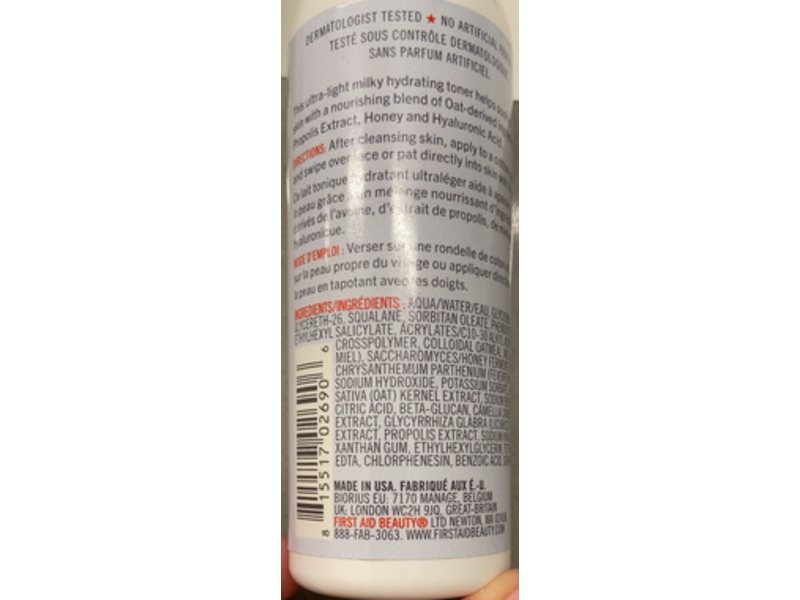 DERMATOLOGIST TESTED ★ NO ARTIFICIAL
TESTÉ SOUS CONTRÔLE DERMATOLOGIQUE
SANS PARFUM ARTIFICIEL.
This ultra-light milky hydrating toner helps
skin with a nourishing blend of Oat-derived
Propolis Extract, Honey and Hyaluronic Acid.
DIRECTIONS: After cleansing skin, apply to a
and swipe over face or pat directly into skin
Ce lait tonique hydratant ultraléger aide à
la peau grâce à un mélange nourrissant
dérivés de l'avoine, d'extrait de propolis, de
hyaluronique.
MODE D'EMPLOI : Verser sur une rondelle de coton
sur la peau propre du visage ou appliquer
la peau en tapotant avec les doigts.
INGREDIENTS/INGRÉDIENTS : AQUA/WATER/EAU,
GLYCERETH-26, SQUALANE, SORBITAN OLEATE,
ETHYLHEXYL SALICYLATE, ACRYLATES/C10-30
CROSSPOLYMER, COLLOIDAL OATMEAL,
MIEL), SACCHAROMYCES/HONEY FERMENT
CHRYSANTHEMUM PARTHENIUM
SODIUM HYDROXIDE, POTASSIUM
SATIVA (OAT) KERNEL EXTRACT, SODIUM
CITRIC ACID, BETA-GLUCAN, CAMELLIA
EXTRACT, GLYCYRRHIZA GLABRA
EXTRACT, PROPOLIS EXTRACT, SODIUM
XANTHAN GUM, ETHYLHEXYLGLYCERIN,
EDTA, CHLORPHENESIN, BENZOIC ACID,
8 15517 02690 6
MADE IN USA. FABRIQUÉ AUX É.-U.
BIORIUS EU: 7170 MANAGE, BELGIUM
UK: LONDON WC2H 9JQ, GREAT-BRITAIN
FIRST AID BEAUTY® LTD NEWTON, MA
888-FAB-3063. WWW.FIRSTAIDBEAUTY.COM